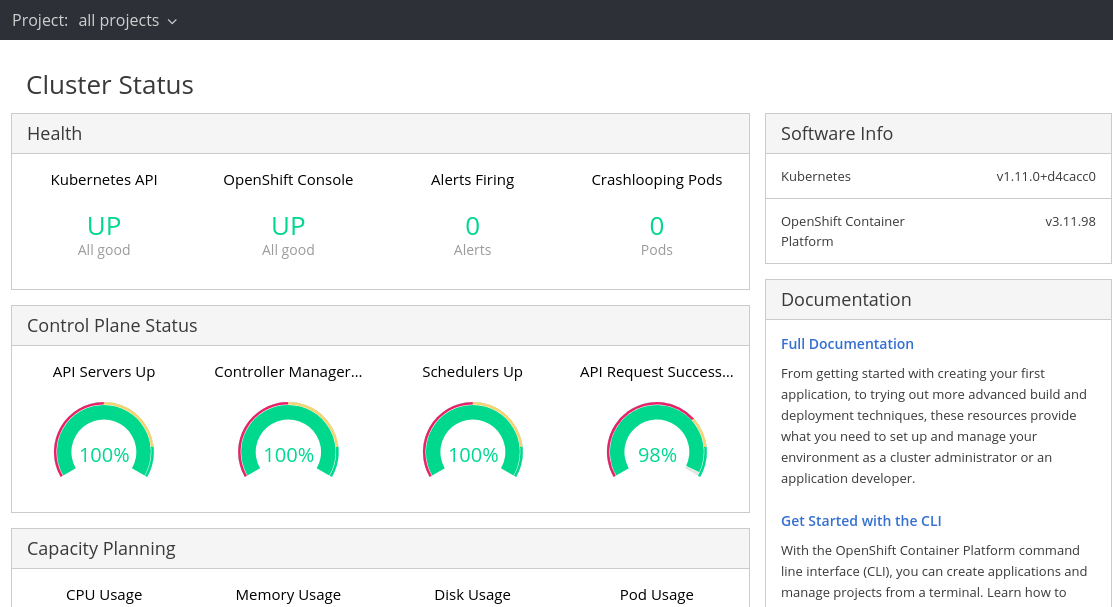 Project: all projects
Cluster Status
Health
Kubernetes API
OpenShift Console
Alerts Firing
Crashlooping Pods
UP
UP
0
0
All good
All good
Alerts
Pods
Control Plane Status
API Servers Up
Controller Manager...
Schedulers Up
API Request Success...
100%
100%
100%
98%
Capacity Planning
CPU Usage
Memory Usage
Disk Usage
Pod Usage
Software Info
Kubernetes
v1.11.0+d4cacc0
OpenShift Container
Platform
v3.11.98
Documentation
Full Documentation
From getting started with creating your first
application, to trying out more advanced build and
deployment techniques, these resources provide
what you need to set up and manage your
environment as a cluster administrator or an
application developer.
Get Started with the CLI
With the OpenShift Container Platform command
line interface (CLI), you can create applications and
manage projects from a terminal. Learn how to